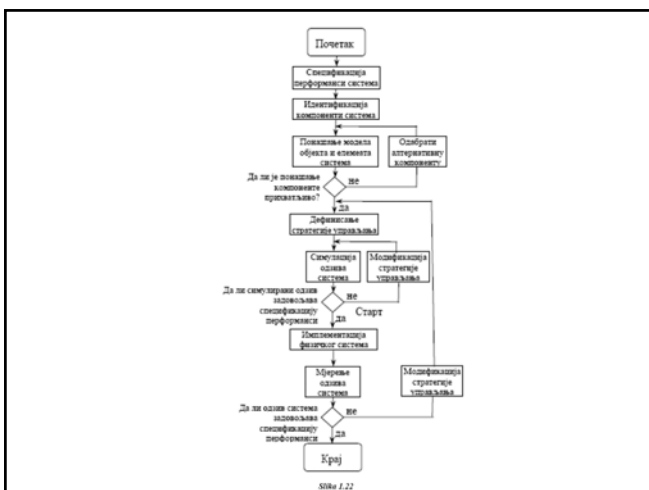 Почетак
Спецификација
перформанси система
Идентификација
компоненти система
Понашање модела
објекта и елемента
система
Одабрати
алтернативну
компоненту
Да ли је понашање
компоненте
прихватљиво?
не
да
Дефинисање
стратегије управљања
Симулација
одзива
система
Модификација
стратегије
управљања
Да ли симулирани одзив
задовољава
спецификацију
перформанси
не
Старт
да
Имплементација
физичког система
Мјерење
одзива
система
Модификација
стратегије
управљања
Да ли одзив система
задовољава
спецификацију
перформанси
не
да
Крај
Slika 1.22